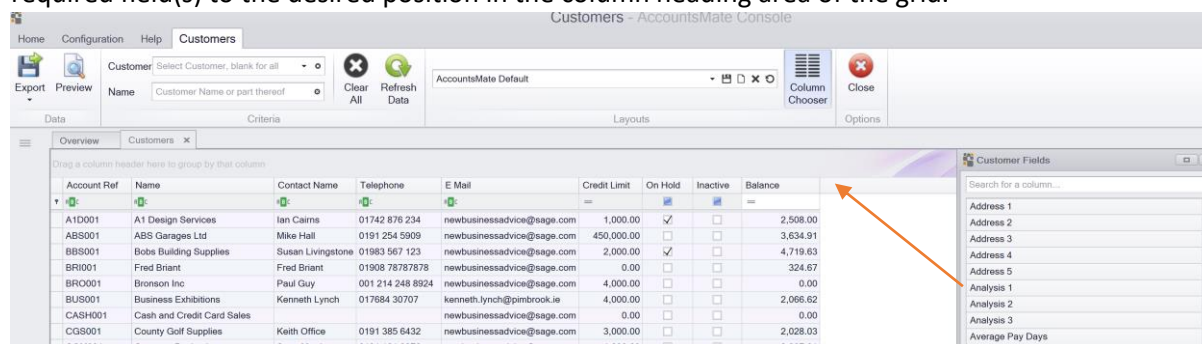 required field(s) to the desired position in the column heading area of the grid.
Customers - AccountsMate Console
Home Configuration Help Customers
Export Preview Customer Select Customer, blank for all Clear All Refresh Data AccountsMate Default Column Chooser Close
Name Customer Name or part thereof
Data Criteria Layouts Options
Overview Customers
Drag a column header here to group by that column
Customer Fields
Search for a column...
Account Ref Name Contact Name Telephone E Mail Credit Limit On Hold Inactive Balance
A1D001 A1 Design Services Ian Cairns 01742 876 234 newbusinessadvice@sage.com 1,000.00 2,508.00
ABS001 ABS Garages Ltd Mike Hall 0191 254 5909 newbusinessadvice@sage.com 450,000.00 3,634.91
BBS001 Bobs Building Supplies Susan Livingstone 01983 567 123 newbusinessadvice@sage.com 2,000.00 4,719.63
BRI001 Fred Briant Fred Briant 01908 78787878 newbusinessadvice@sage.com 0.00 324.67
BRO001 Bronson Inc Paul Guy 001 214 248 8924 newbusinessadvice@sage.com 4,000.00 0.00
BUS001 Business Exhibitions Kenneth Lynch 017684 30707 kenneth.lynch@pimbrook.ie 4,000.00 2,066.62
CASH001 Cash and Credit Card Sales newbusinessadvice@sage.com 0.00 0.00
CGS001 County Golf Supplies Keith Office 0191 385 6432 newbusinessadvice@sage.com 3,000.00 2,028.03
Address 1
Address 2
Address 3
Address 4
Address 5
Analysis 1
Analysis 2
Analysis 3
Average Pay Days